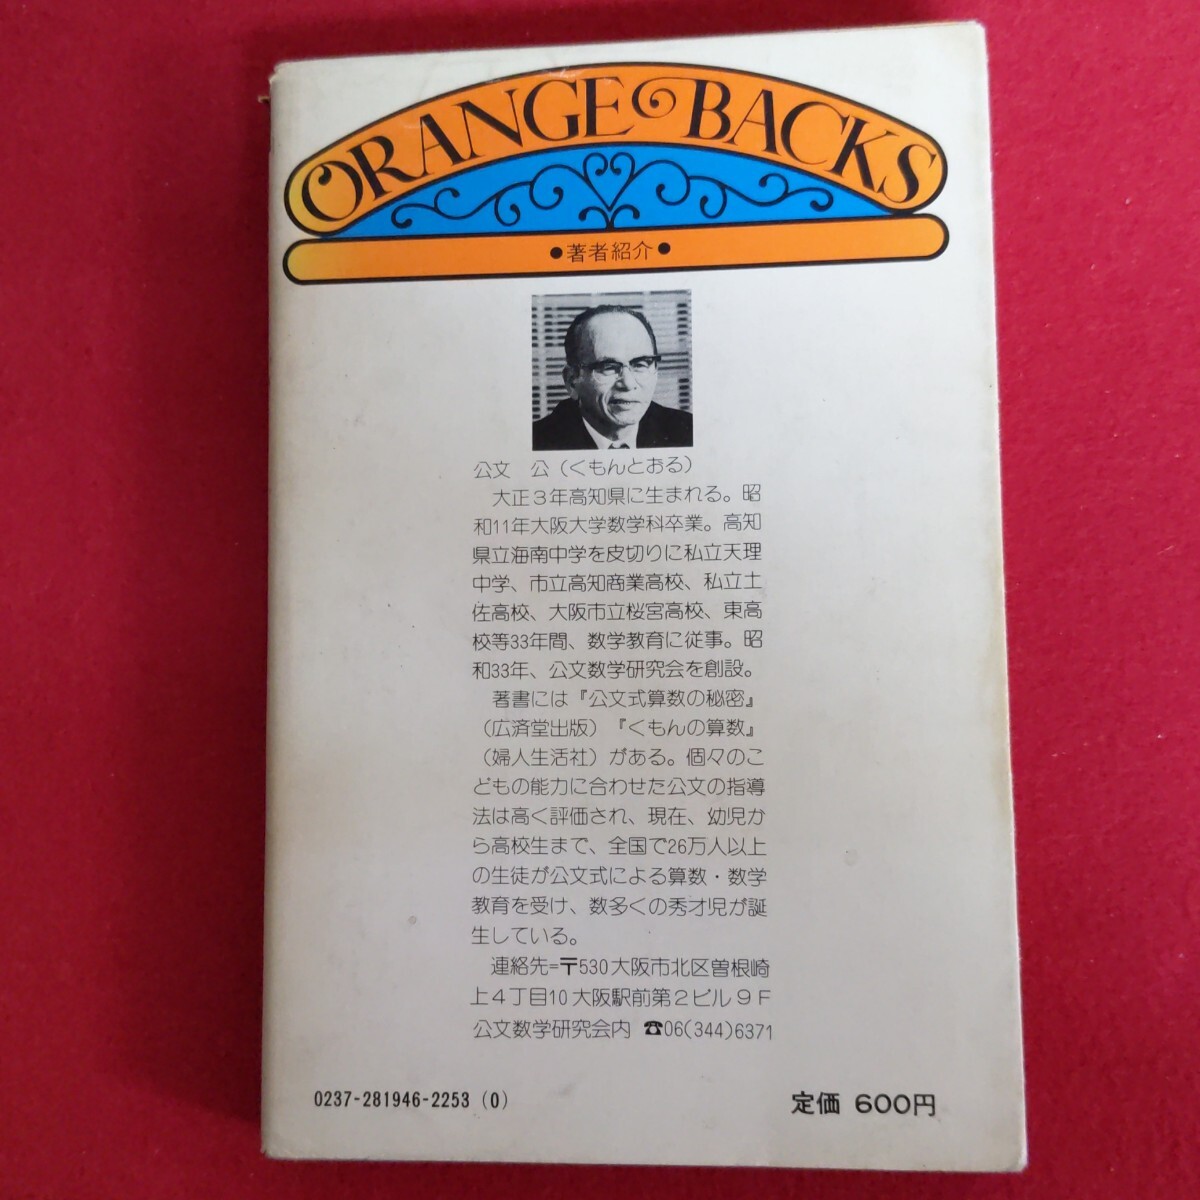 ORANGE BACKS
●著者紹介●
公文　公（くもんとおる）
大正3年高知県に生まれる。昭
和11年大阪大学数学科卒業。高知
県立海南中学を皮切りに私立天理
中学、市立高知商業高校、私立土
佐高校、大阪市立桜宮高校、東高
校等33年間、数学教育に従事。昭
和33年、公文数学研究会を創設。
著書には『公文式算数の秘密』
（広済堂出版）『くもんの算数』
（婦人生活社）がある。個々のこ
どもの能力に合わせた公文の指導
法は高く評価され、現在、幼児か
ら高校生まで、全国で26万人以上
の生徒が公文式による算数・数学
教育を受け、数多くの秀才児が誕
生している。
連絡先=〒530大阪市北区曽根崎
上4丁目10大阪駅前第2ビル9F
公文数学研究会内 ☎06(344)6371
0237-281946-2253 (0)
定価 600円